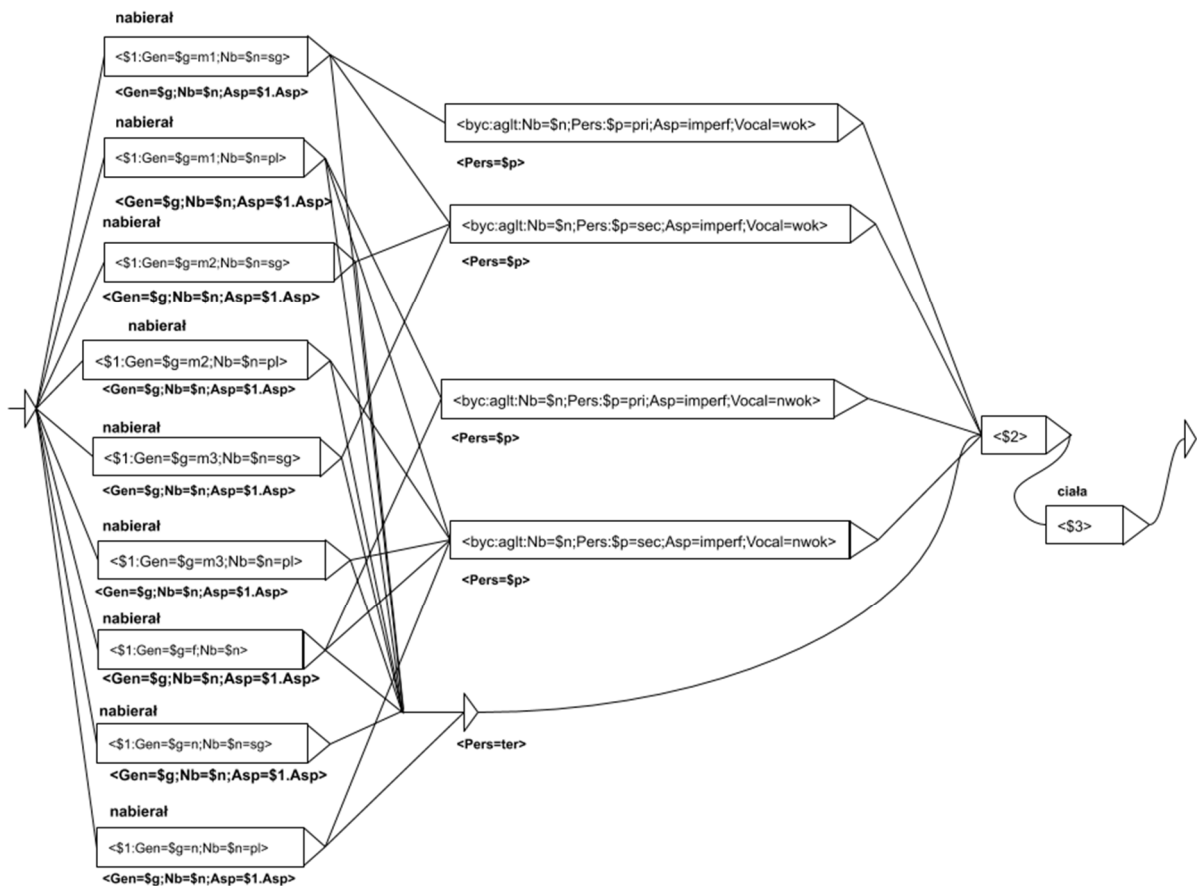 nabierał
<$1:Gen=$g=m1;Nb=$n=sg>
<Gen=$g;Nb=$n;Asp=$1.Asp>
nabierał
<$1:Gen=$g=m1;Nb=$n=pl>
<Gen=$g;Nb=$n;Asp=$1.Asp>
nabierał
<$1:Gen=$g=m2;Nb=$n=sg>
<Gen=$g;Nb=$n;Asp=$1.Asp>
nabierał
<$1:Gen=$g=m2;Nb=$n=pl>
<Gen=$g;Nb=$n;Asp=$1.Asp>
nabierał
<$1:Gen=$g=m3;Nb=$n=sg>
<Gen=$g;Nb=$n;Asp=$1.Asp>
nabierał
<$1:Gen=$g=m3;Nb=$n=pl>
<Gen=$g;Nb=$n;Asp=$1.Asp>
nabierał
<$1:Gen=$g=f;Nb=$n>
<Gen=$g;Nb=$n;Asp=$1.Asp>
nabierał
<$1:Gen=$g=n;Nb=$n=sg>
<Gen=$g;Nb=$n;Asp=$1.Asp>
nabierał
<$1:Gen=$g=n;Nb=$n=pl>
<Gen=$g;Nb=$n;Asp=$1.Asp>
<byc:aglt:Nb=$n;Pers:$p=pri;Asp=imperf;Vocal=wok>
<Pers=$p>
<byc:aglt:Nb=$n;Pers:$p=sec;Asp=imperf;Vocal=wok>
<Pers=$p>
<byc:aglt:Nb=$n;Pers:$p=pri;Asp=imperf;Vocal=nwok>
<Pers=$p>
<byc:aglt:Nb=$n;Pers:$p=sec;Asp=imperf;Vocal=nwok>
<Pers=$p>
<Pers=ter>
<$2>
ciała
<$3>